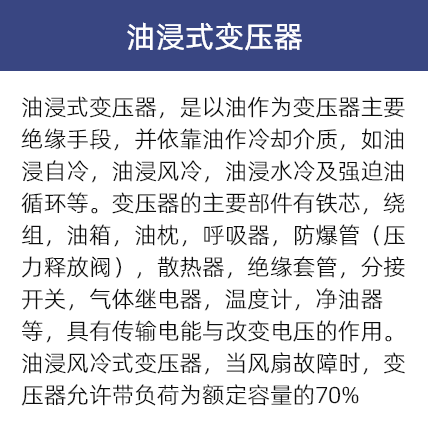 油浸式变压器
油浸式变压器，是以油作为变压器主要
绝缘手段，并依靠油作冷却介质，如油
浸自冷，油浸风冷，油浸水冷及强迫油
循环等。变压器的主要部件有铁芯，绕
组，油箱，油枕，呼吸器，防爆管（压
力释放阀），散热器，绝缘套管，分接
开关，气体继电器，温度计，净油器
等，具有传输电能与改变电压的作用。
油浸风冷式变压器，当风扇故障时，变
压器允许带负荷为额定容量的70%